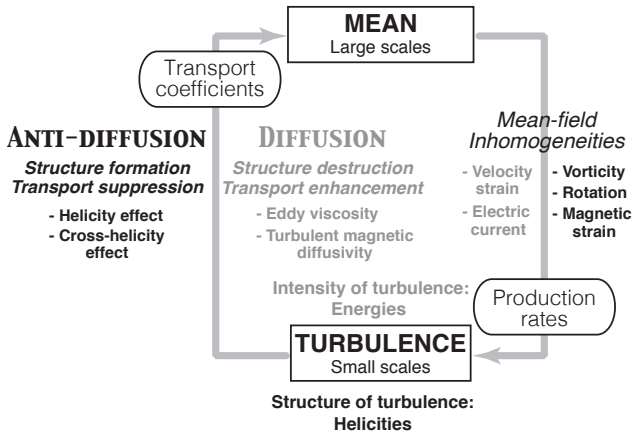 MEAN
Large scales
Transport
coefficients
ANTI-DIFFUSION
Structure formation
Transport suppression
- Helicity effect
- Cross-helicity
effect
DIFFUSION
Structure destruction
Transport enhancement
- Eddy viscosity
- Turbulent magnetic
diffusivity
Mean-field
Inhomogeneities
- Velocity
strain
- Electric
current
- Vorticity
- Rotation
- Magnetic
strain
Intensity of turbulence:
Energies
Production
rates
TURBULENCE
Small scales
Structure of turbulence:
Helicities